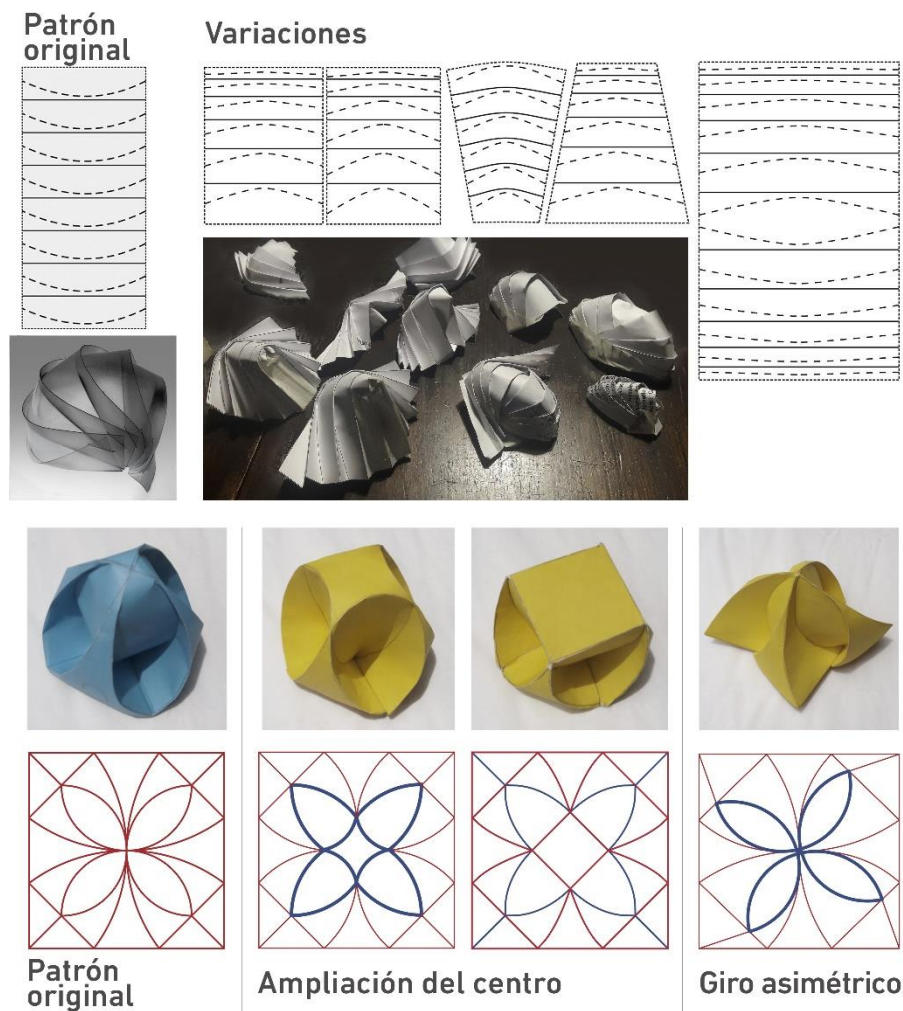 Patrón
original
Variaciones
Patrón
original
Ampliación del centro
Giro asimétrico